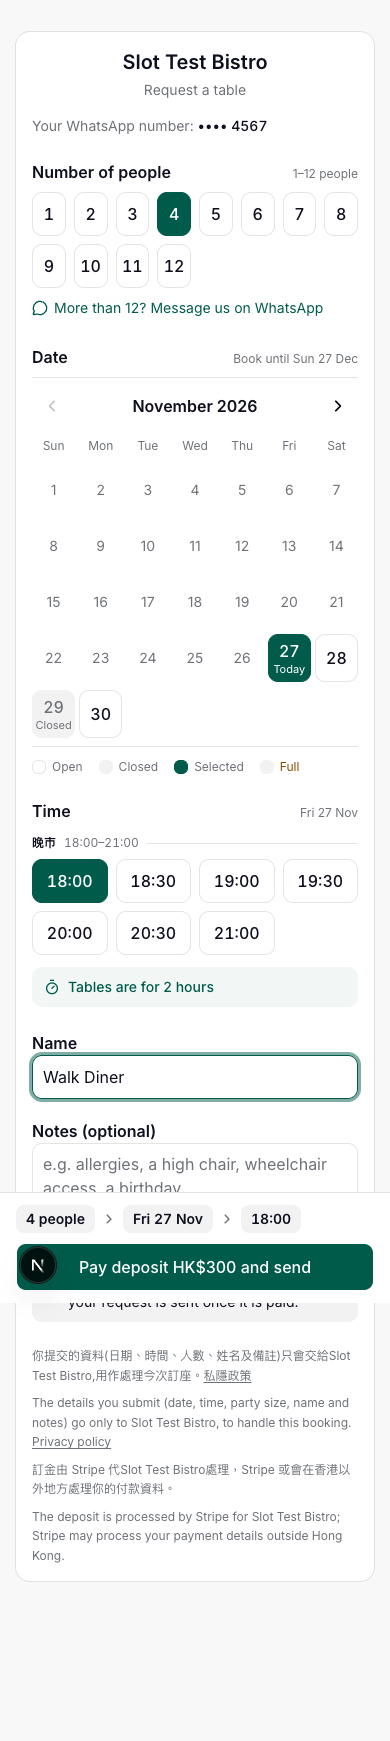 Slot Test Bistro
Request a table
Your WhatsApp number: •••• 4567
Number of people 1–12 people
1 2 3 4 5 6 7 8
9 10 11 12
More than 12? Message us on WhatsApp
Date Book until Sun 27 Dec
November 2026
Sun Mon Tue Wed Thu Fri Sat
1 2 3 4 5 6 7
8 9 10 11 12 13 14
15 16 17 18 19 20 21
22 23 24 25 26 27 28
Today
29 30
Closed
Open Closed Selected Full
Time Fri 27 Nov
晚市 18:00–21:00
18:00 18:30 19:00 19:30
20:00 20:30 21:00
Tables are for 2 hours
Name
Walk Diner
Notes (optional)
e.g. allergies, a high chair, wheelchair
access, a birthday
4 people Fri 27 Nov 18:00
N
Pay deposit HK$300 and send
your request is sent once it is paid.
你提交的資料(日期、時間、人數、姓名及備註)只會交給Slot
Test Bistro,用作處理今次訂座。私隱政策
The details you submit (date, time, party size, name and
notes) go only to Slot Test Bistro, to handle this booking.
Privacy policy
訂金由 Stripe 代Slot Test Bistro處理，Stripe 或會在香港以
外地方處理你的付款資料。
The deposit is processed by Stripe for Slot Test Bistro;
Stripe may process your payment details outside Hong
Kong.